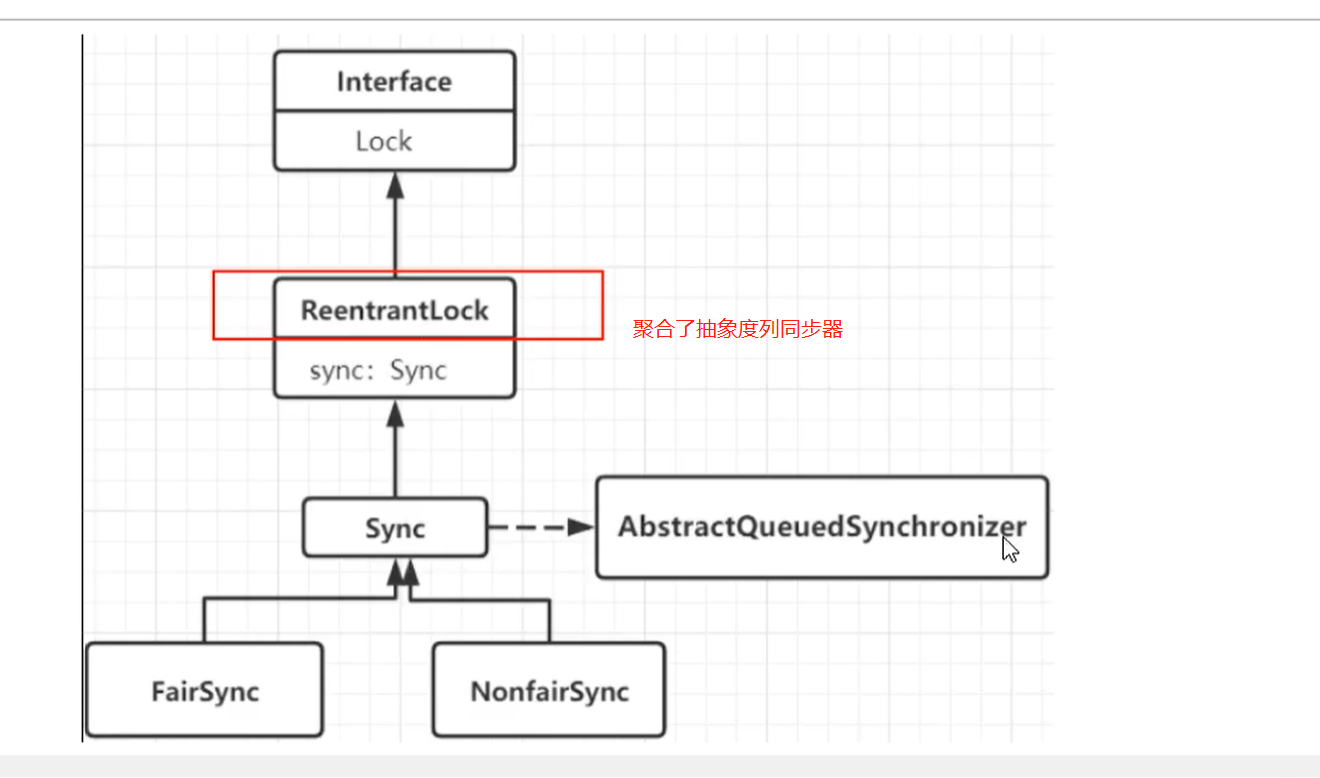 Interface
Lock
ReentrantLock
聚合了抽象度列同步器
sync: Sync
Sync
AbstractQueuedSynchronizer
FairSync
NonfairSync